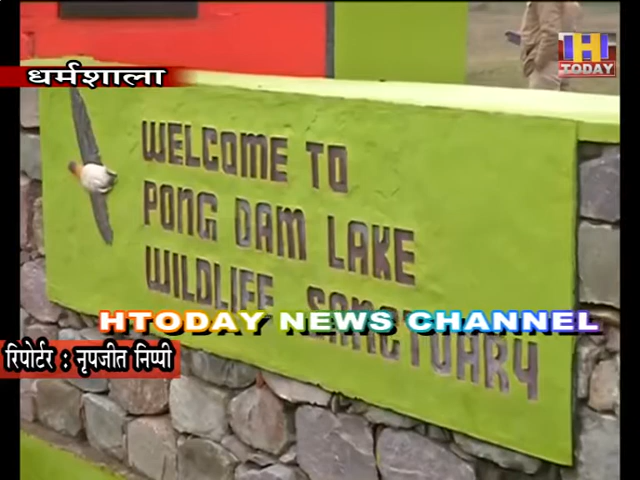 H
TODAY
धर्मशाला
WELCOME TO
PONG DAM LAKE
WILDLIFE SANCTUARY
HTODAY NEWS CHANNEL
रिपोर्टर : नृपजीत निप्पी